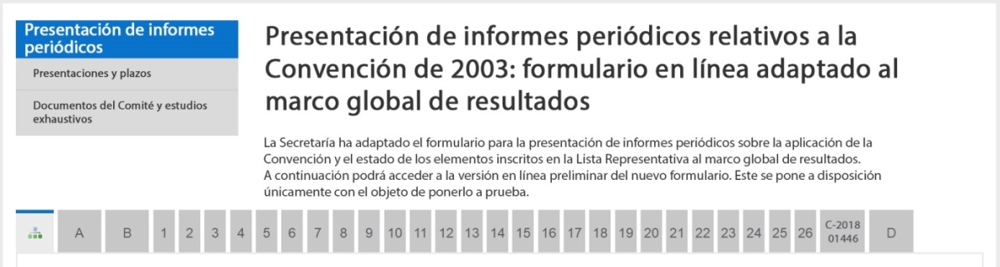 Presentación de informes
periódicos
Presentaciones y plazos
Documentos del Comité y estudios
exhaustivos
Presentación de informes periódicos relativos a la
Convención de 2003: formulario en línea adaptado al
marco global de resultados
La Secretaría ha adaptado el formulario para la presentación de informes periódicos sobre la aplicación de la
Convención y el estado de los elementos inscritos en la Lista Representativa al marco global de resultados.
A continuación podrá acceder a la versión en línea preliminar del nuevo formulario. Este se pone a disposición
únicamente con el objeto de ponerlo a prueba.
A B 1 2 3 4 5 6 7 8 9 10 11 12 13 14 15 16 17 18 19 20 21 22 23 24 25 26 C-2018 D
01446